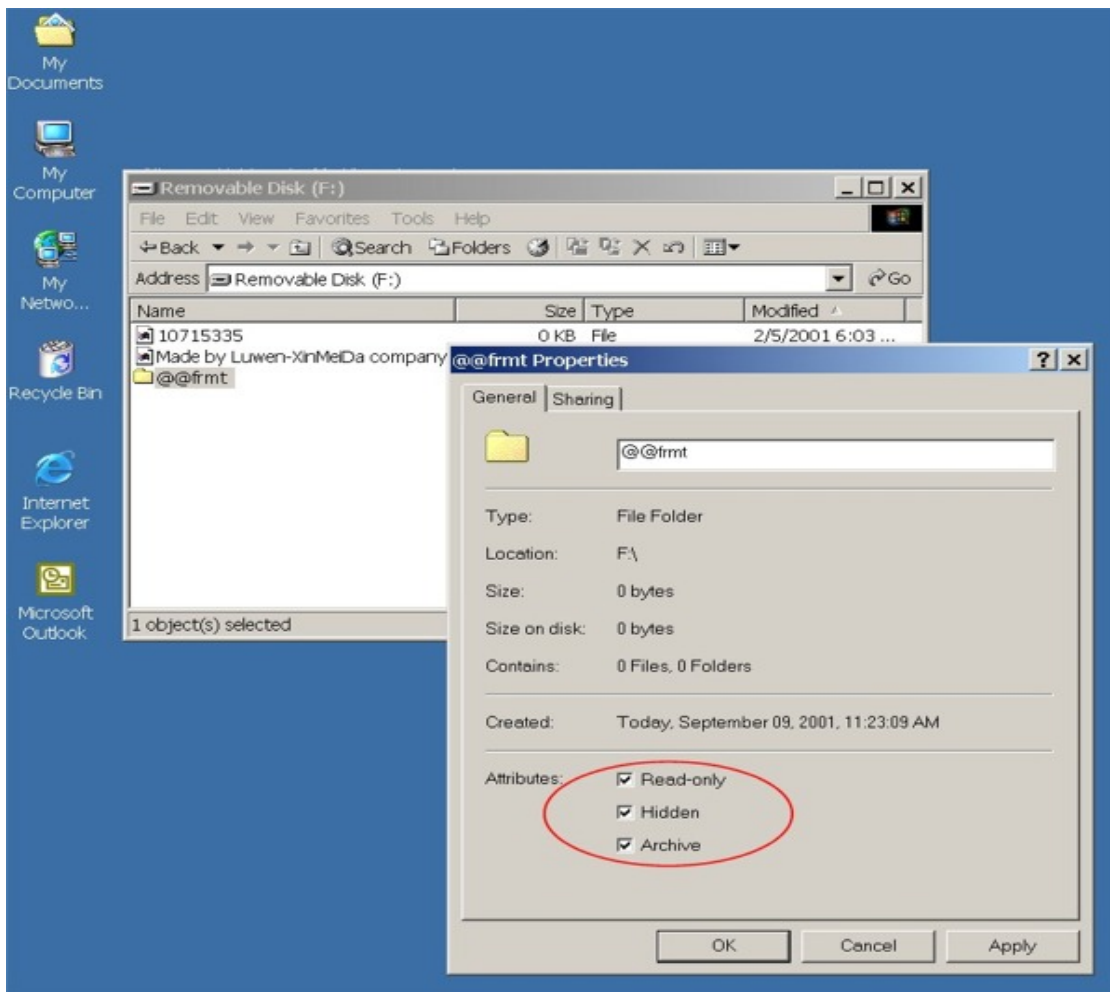 My
Documents
My
Computer
My
Netwo...
Recycle Bin
Internet
Explorer
Microsoft
Outlook
Removable Disk (F:)
File Edit View Favorites Tools Help
Back Search Folders
Address Removable Disk (F:) Go
Name Size Type Modified
10715335 0 KB File 2/5/2001 6:03 ...
Made by Luwen-XinMeiDa company
@@frmt
1 object(s) selected
@@frmt Properties
General Sharing
@@frmt
Type: File Folder
Location: F:\
Size: 0 bytes
Size on disk: 0 bytes
Contains: 0 Files, 0 Folders
Created: Today, September 09, 2001, 11:23:09 AM
Attributes: Read-only
Hidden
Archive
OK Cancel Apply